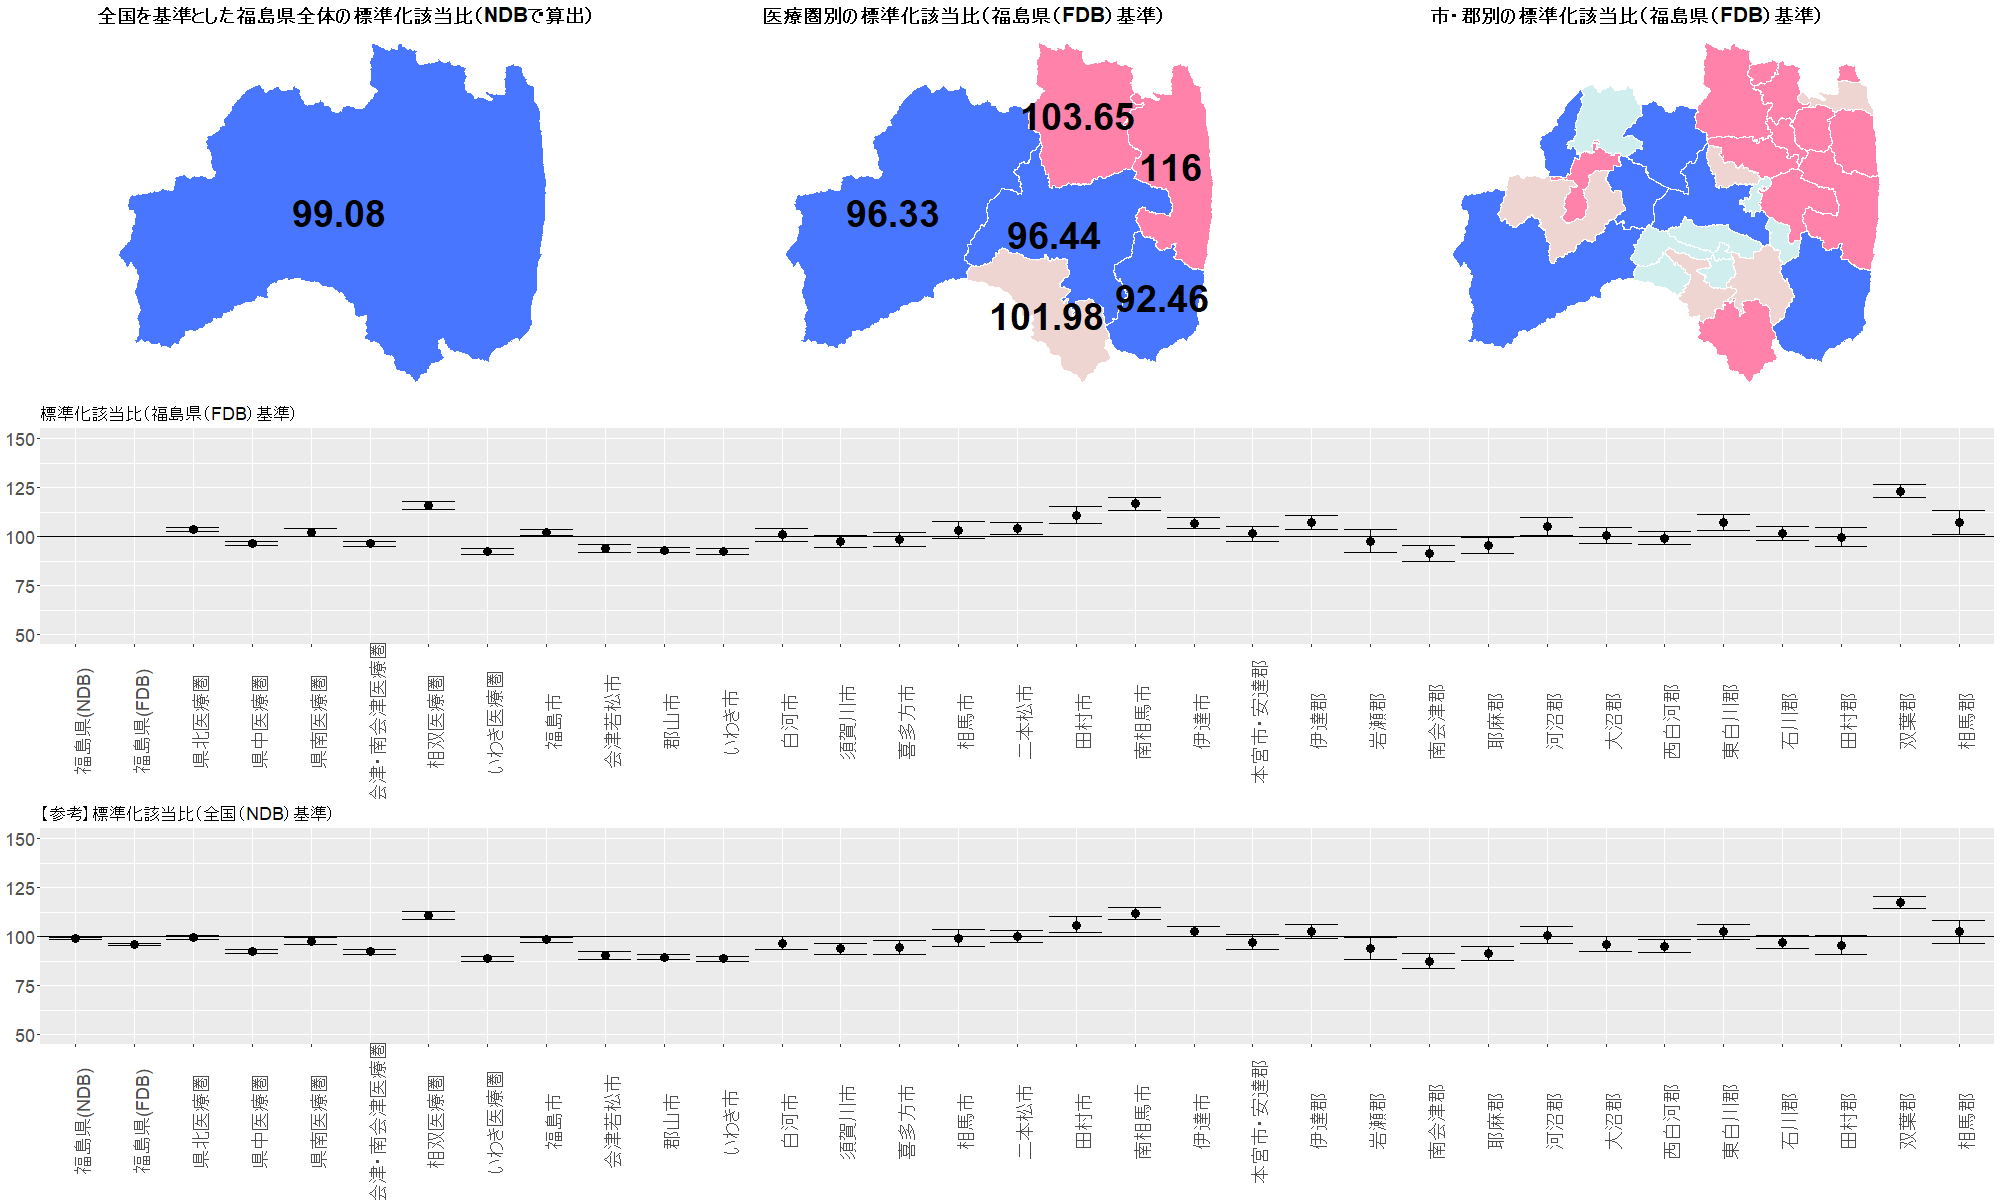 全国を基準とした福島県全体の標準化該当比（NDBで算出）
99.08
医療圏別の標準化該当比（福島県（FDB）基準）
103.65
116
96.33
96.44
92.46
101.98
市・郡別の標準化該当比（福島県（FDB）基準）
標準化該当比（福島県（FDB）基準）
150
125
100
75
50
福島県(NDB)
福島県(FDB)
県北医療圏
県中医療圏
県南医療圏
会津・南会津医療圏
相双医療圏
いわき医療圏
福島市
会津若松市
郡山市
いわき市
白河市
須賀川市
喜多方市
相馬市
二本松市
田村市
南相馬市
伊達市
本宮市・安達郡
伊達郡
岩瀬郡
南会津郡
耶麻郡
河沼郡
大沼郡
西白河郡
東白川郡
石川郡
田村郡
双葉郡
相馬郡
【参考】標準化該当比（全国（NDB）基準）
150
125
100
75
50
福島県(NDB)
福島県(FDB)
県北医療圏
県中医療圏
県南医療圏
会津・南会津医療圏
相双医療圏
いわき医療圏
福島市
会津若松市
郡山市
いわき市
白河市
須賀川市
喜多方市
相馬市
二本松市
田村市
南相馬市
伊達市
本宮市・安達郡
伊達郡
岩瀬郡
南会津郡
耶麻郡
河沼郡
大沼郡
西白河郡
東白川郡
石川郡
田村郡
双葉郡
相馬郡